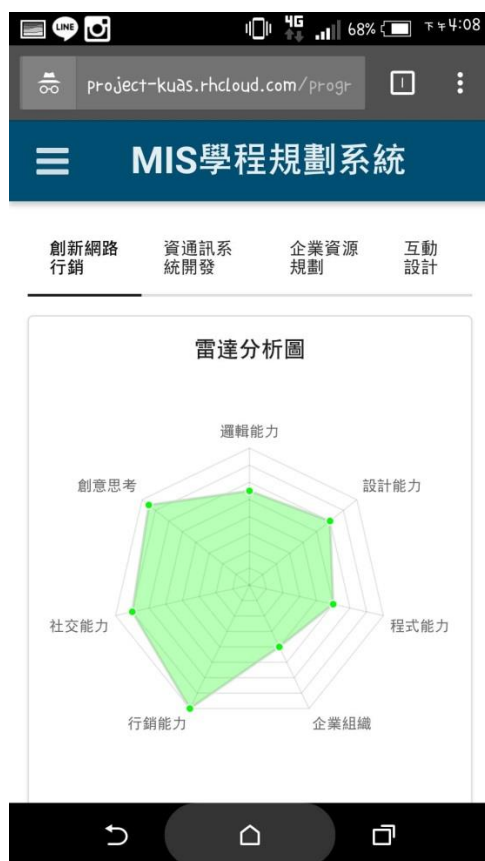 LINE
4G
68%
下午4:08
project-kuas.rhcloud.com/progr
MIS學程規劃系統
創新網路
行銷
資通訊系
統開發
企業資源
規劃
互動
設計
雷達分析圖
邏輯能力
創意思考
設計能力
社交能力
程式能力
行銷能力
企業組織